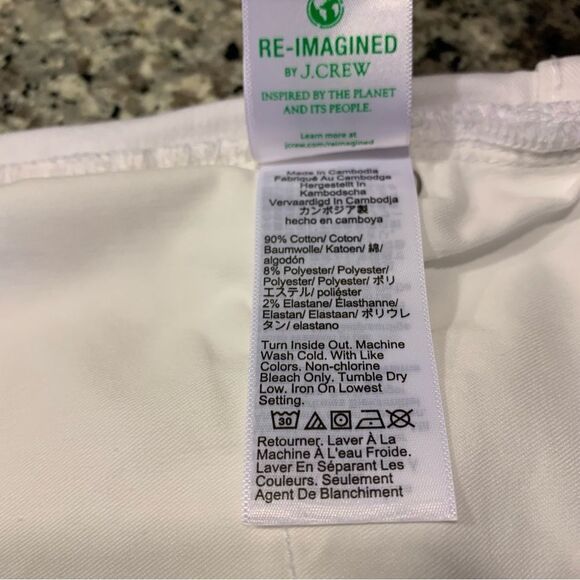 RE-IMAGINED
BY J.CREW
INSPIRED BY THE PLANET
AND ITS PEOPLE.
Learn more at
jcrew.com/reimagined
Made In Cambodia
Fabriqué Au Cambodge
Hergestellt In
Kambodscha
Vervaardigd In Cambodja
カンボジア製
hecho en camboya
90% Cotton/ Coton/
Baumwolle/ Katoen/ 綿/
algodón
8% Polyester/ Polyester/
Polyester/ Polyester/ ポリ
エステル/ poliéster
2% Elastane/ Élasthanne/
Elastan/ Elastaan/ ポリウレ
タン/ elastano
Turn Inside Out. Machine
Wash Cold. With Like
Colors. Non-chlorine
Bleach Only. Tumble Dry
Low. Iron On Lowest
Setting.
30
Retourner. Laver À La
Machine À L'eau Froide.
Laver En Séparant Les
Couleurs. Seulement
Agent De Blanchiment